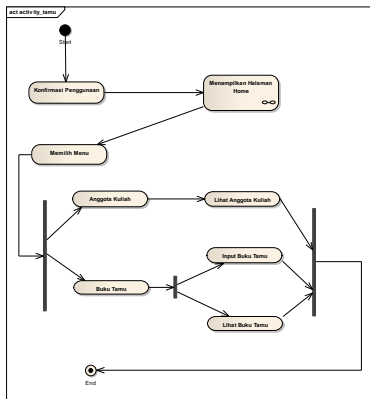 act activity_tamu
Start
Konfirmasi Penggunaan
Menampilkan Halaman
Home
Memilih Menu
Anggota Kuliah
Lihat Anggota Kuliah
Input Buku Tamu
Buku Tamu
Lihat Buku Tamu
End